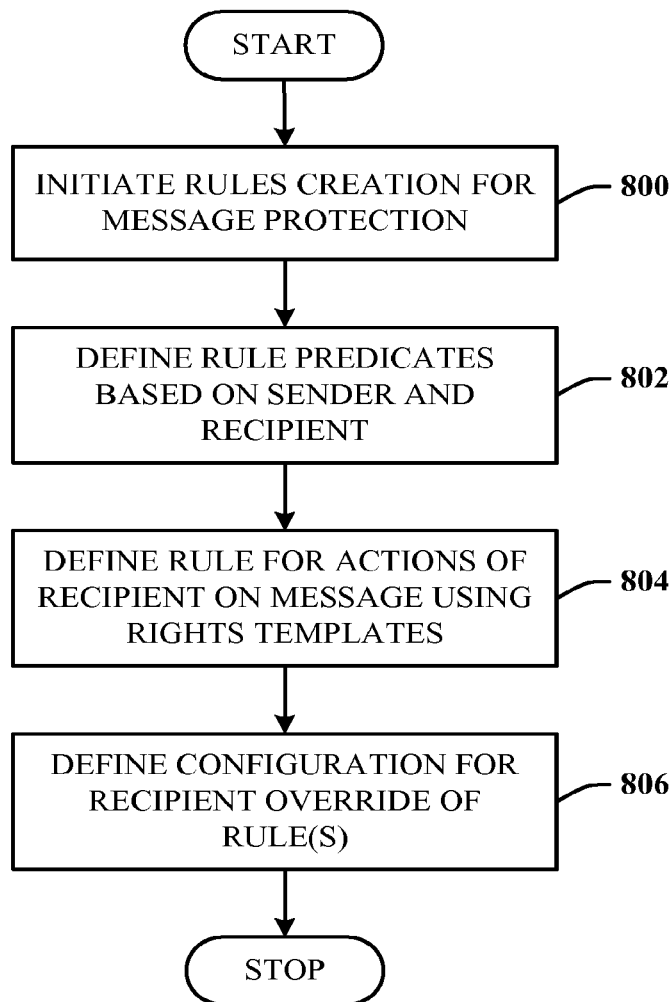 START
INITIATE RULES CREATION FOR
MESSAGE PROTECTION
800
DEFINE RULE PREDICATES
BASED ON SENDER AND
RECIPIENT
802
DEFINE RULE FOR ACTIONS OF
RECIPIENT ON MESSAGE USING
RIGHTS TEMPLATES
804
DEFINE CONFIGURATION FOR
RECIPIENT OVERRIDE OF
RULE(S)
806
STOP